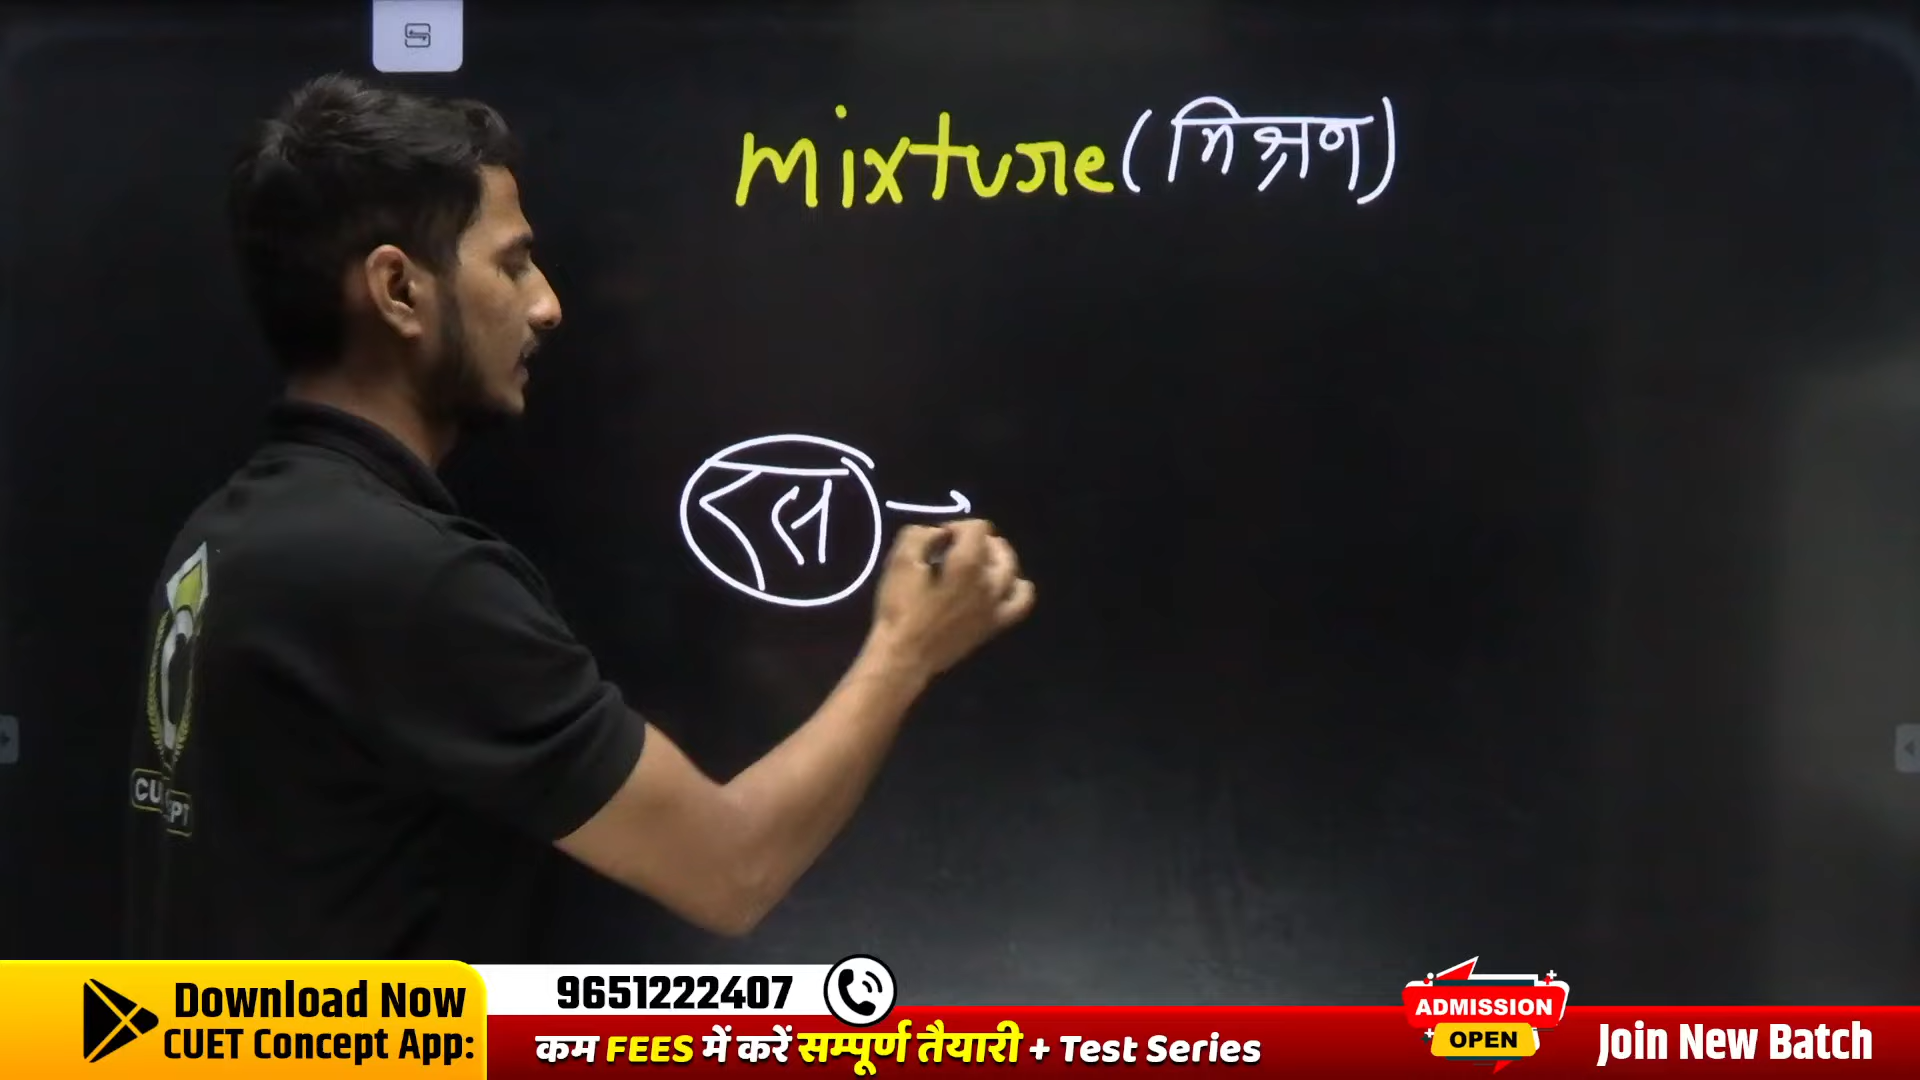 mixture (मिश्रण)
रस →
Download Now
CUET Concept App:
9651222407
कम FEES में करें सम्पूर्ण तैयारी + Test Series
ADMISSION
OPEN
Join New Batch